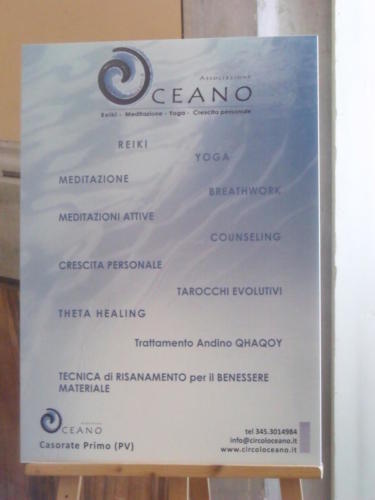 ASSOCIAZIONE
OCEANO
Reiki - Meditazione - Yoga - Crescita personale
REIKI
YOGA
MEDITAZIONE
BREATHWORK
MEDITAZIONI ATTIVE
COUNSELING
CRESCITA PERSONALE
TAROCCHI EVOLUTIVI
THETA HEALING
Trattamento Andino QHAQOY
TECNICA di RISANAMENTO per il BENESSERE
MATERIALE
ASSOCIAZIONE
OCEANO
Casorate Primo (PV)
tel 345.3014984
info@circoloceano.it
www.circoloceano.it